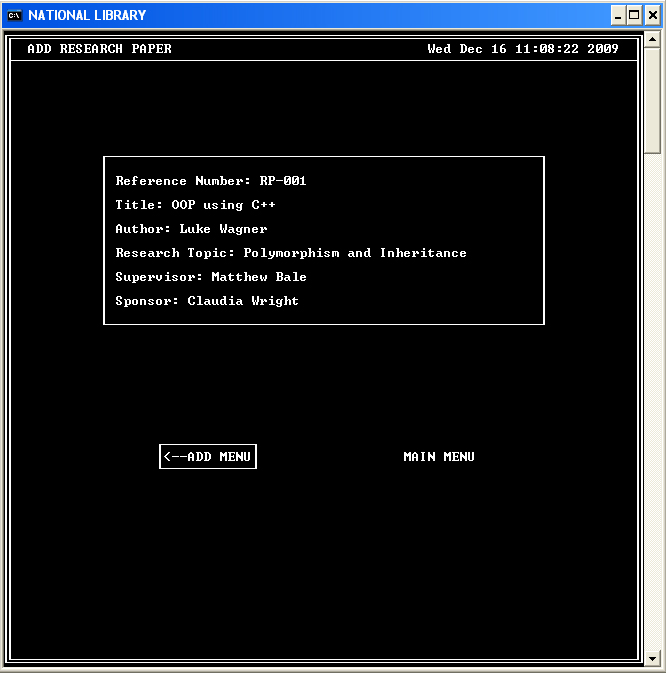 NATIONAL LIBRARY
ADD RESEARCH PAPER Wed Dec 16 11:08:22 2009
Reference Number: RP-001
Title: OOP using C++
Author: Luke Wagner
Research Topic: Polymorphism and Inheritance
Supervisor: Matthew Bale
Sponsor: Claudia Wright
<--ADD MENU MAIN MENU